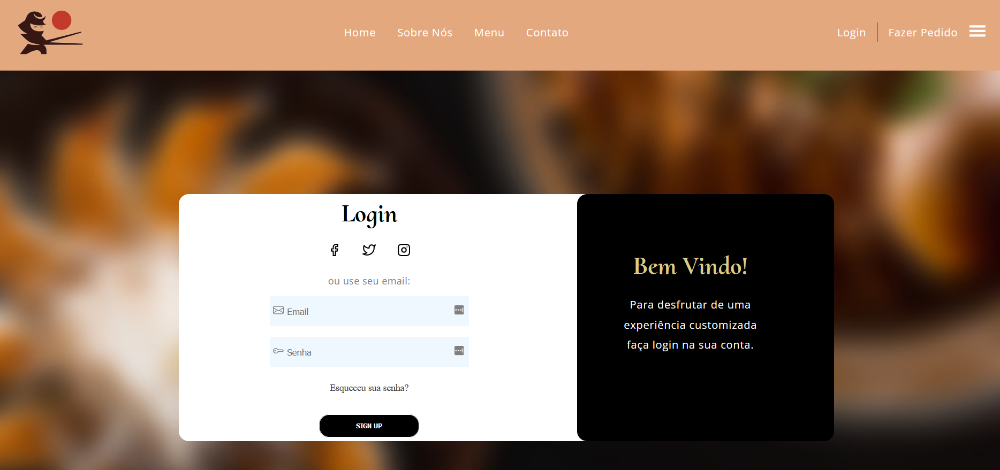 Home Sobre Nós Menu Contato Login Fazer Pedido
Login
ou use seu email:
Email
Senha
Esqueceu sua senha?
SIGN UP
Bem Vindo!
Para desfrutar de uma
experiência customizada
faça login na sua conta.